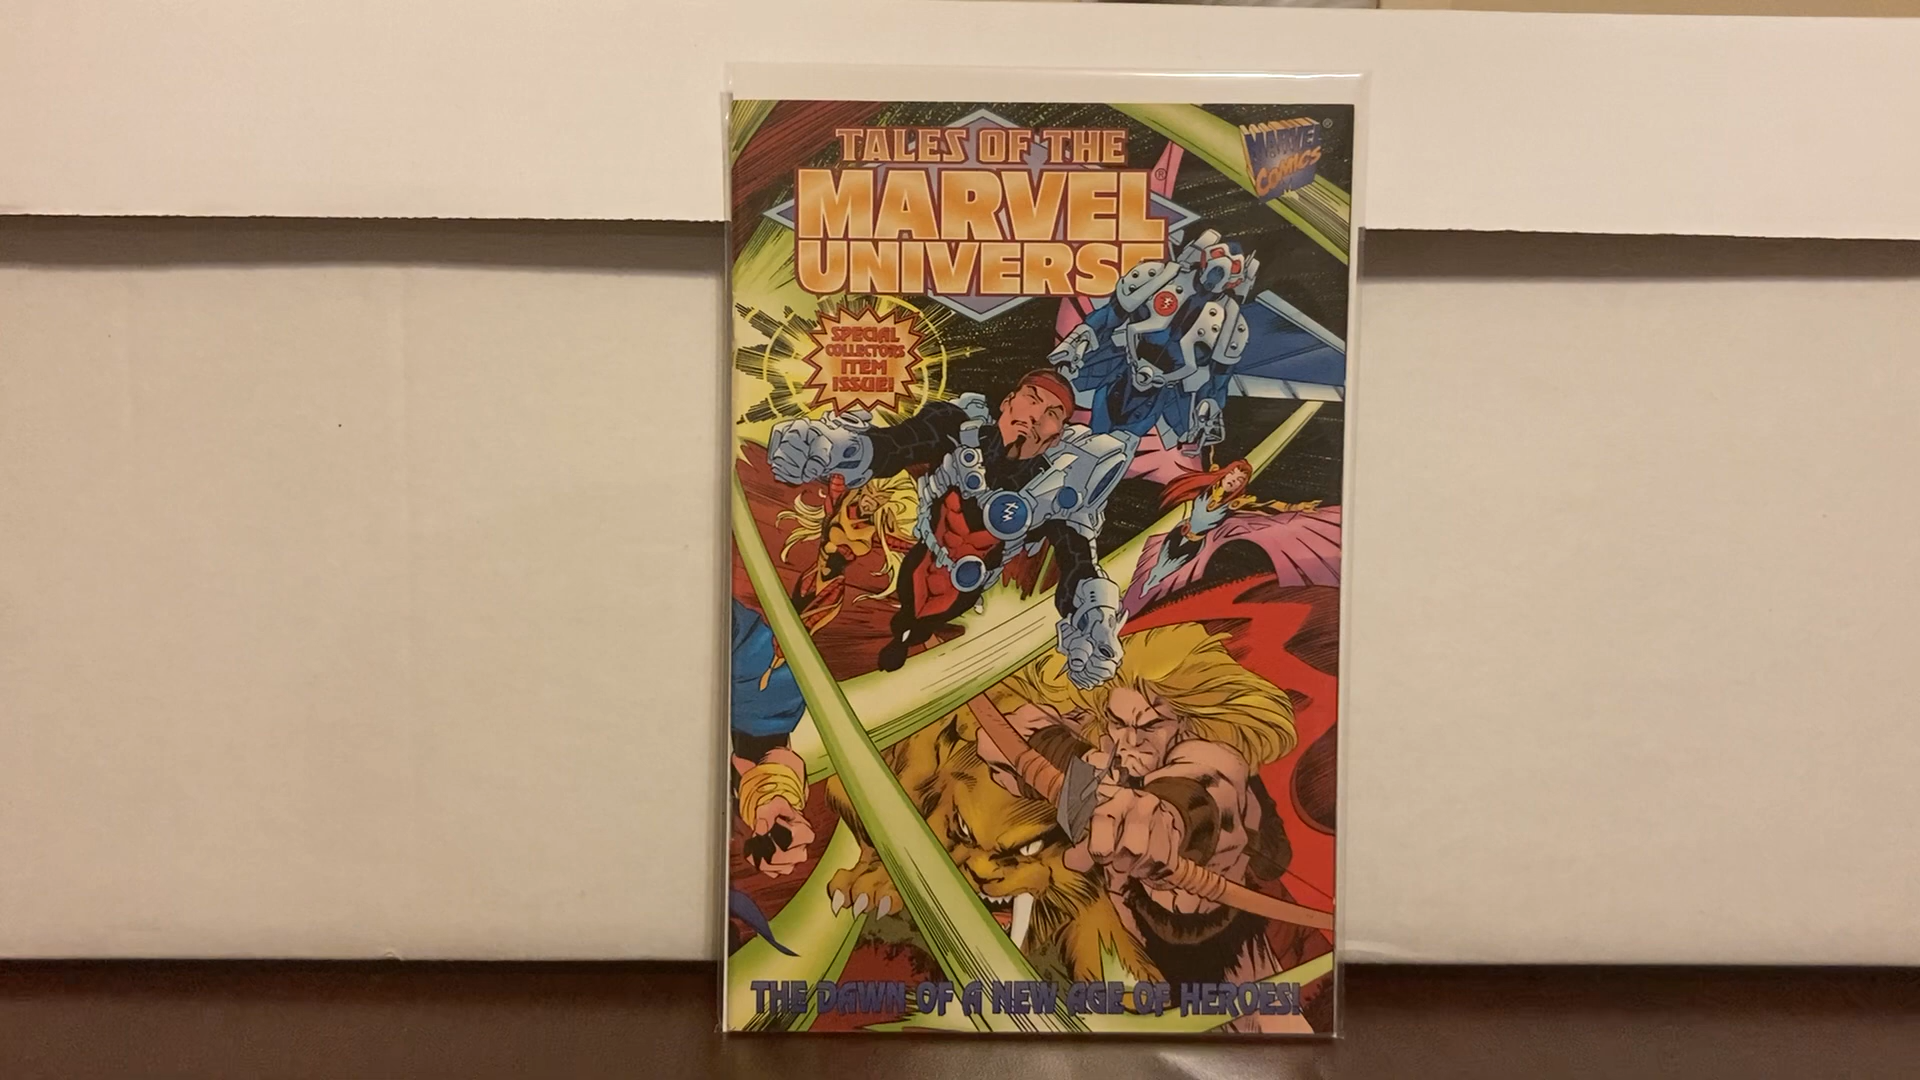 TALES OF THE
MARVEL®
UNIVERSE
MARVEL®
COMICS
SPECIAL
COLLECTORS
ITEM
ISSUE!
THE DAWN OF A NEW AGE OF HEROES!